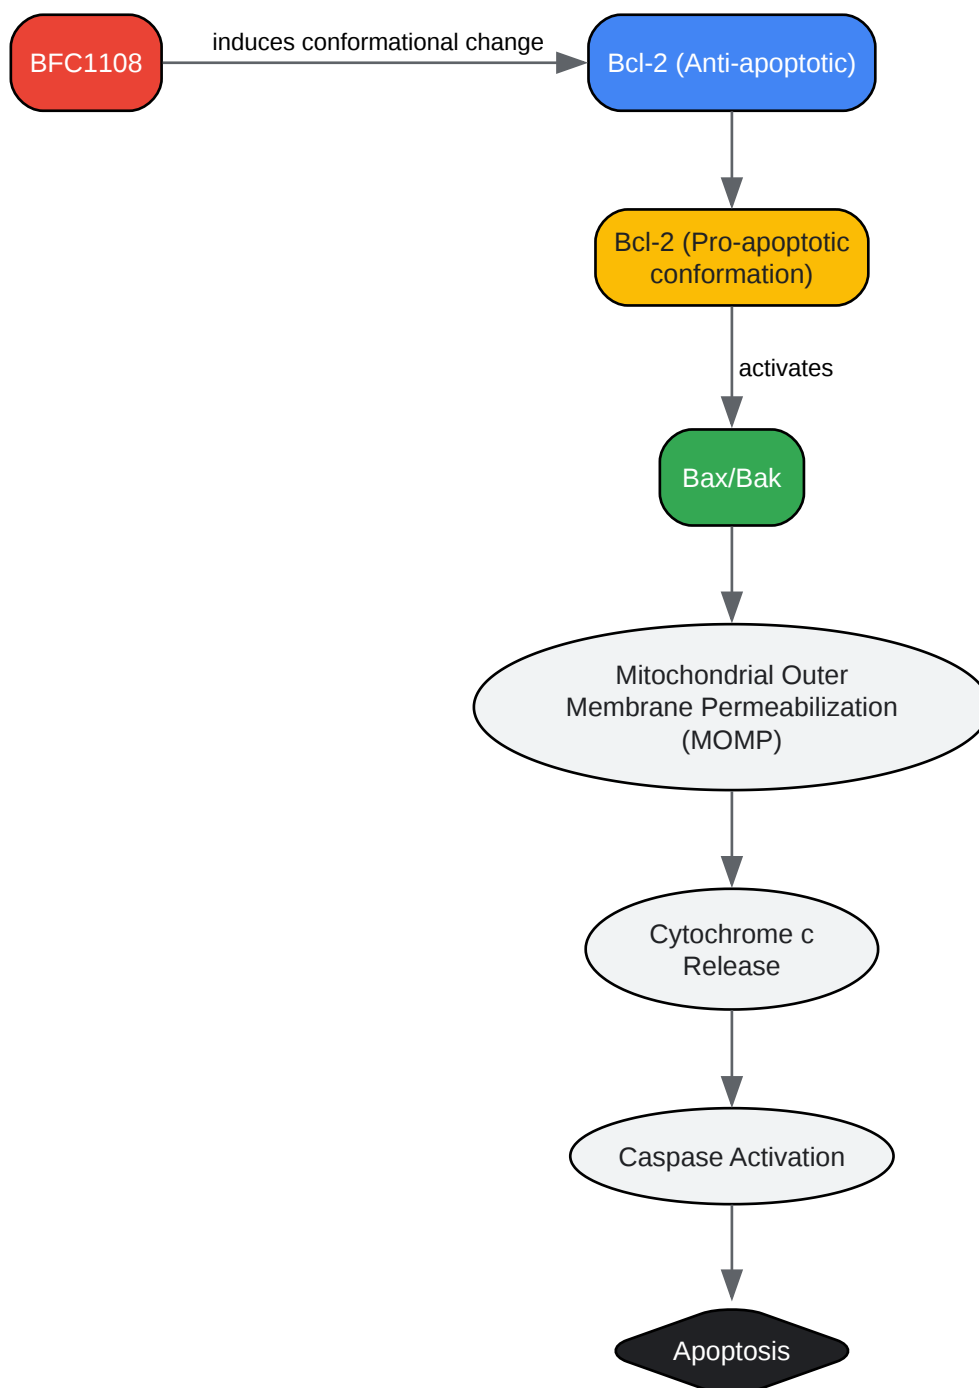 BFC1108
induces conformational change
Bcl-2 (Anti-apoptotic)
Bcl-2 (Pro-apoptotic
conformation)
activates
Bax/Bak
Mitochondrial Outer
Membrane Permeabilization
(MOMP)
Cytochrome c
Release
Caspase Activation
Apoptosis